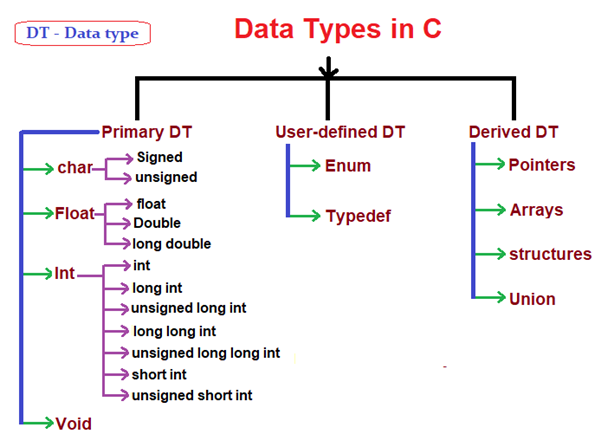 DT - Data type
Data Types in C
Primary DT
char
Signed
unsigned
Float
float
Double
long double
Int
int
long int
unsigned long int
long long int
unsigned long long int
short int
unsigned short int
Void
User-defined DT
Enum
Typedef
Derived DT
Pointers
Arrays
structures
Union